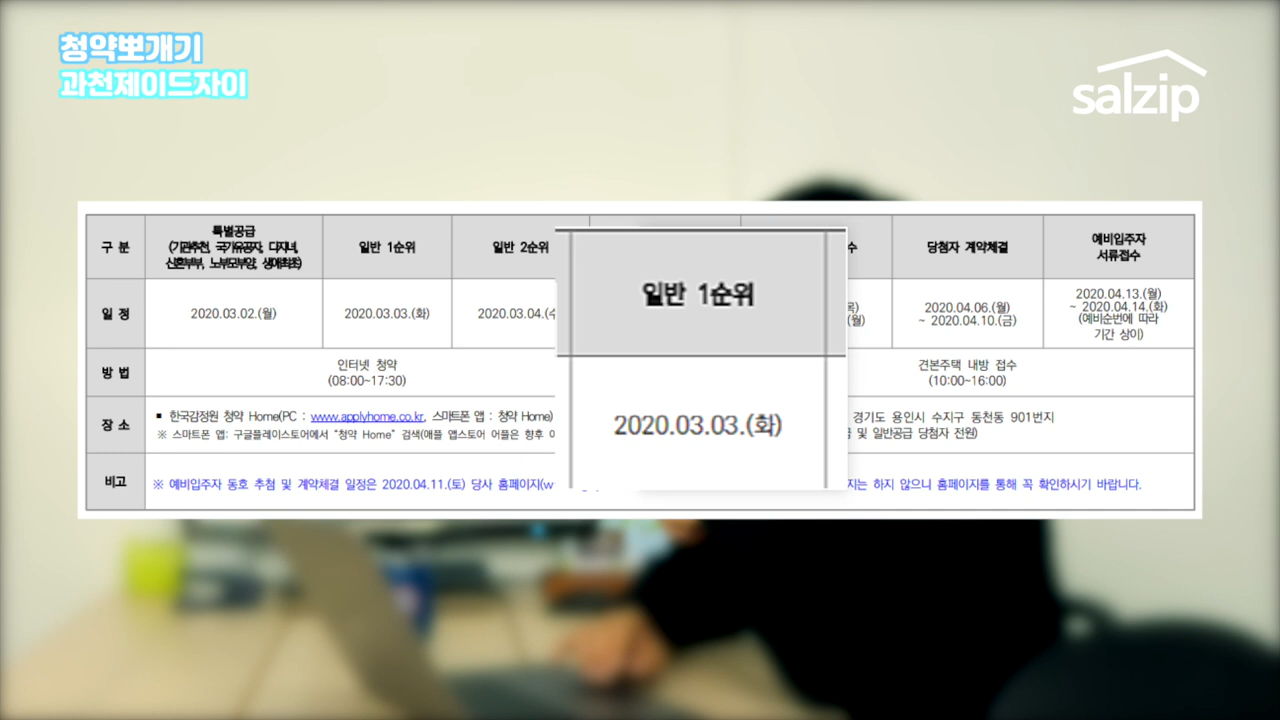 청약뽀개기
과천제이드자이
salzip
구 분
특별공급
(기관추천, 국가유공자, 다자녀,
신혼부부, 노부모부양, 생애최초)
일반 1순위
일반 2순위
수
당첨자 계약체결
예비입주자
서류접수
일반 1순위
2020.03.03.(화)
일 정
2020.03.02.(월)
2020.03.03.(화)
2020.03.04.(수
목)
(월)
2020.04.06.(월)
~ 2020.04.10.(금)
2020.04.13.(월)
~ 2020.04.14.(화)
(예비순번에 따라
기간 상이)
방 법
인터넷 청약
(08:00~17:30)
견본주택 내방 접수
(10:00~16:00)
장 소
▪ 한국감정원 청약 Home(PC : www.applyhome.co.kr, 스마트폰 앱 : 청약 Home)
※ 스마트폰 앱: 구글플레이스토어에서 "청약 Home" 검색(애플 앱스토어 어플은 향후
경기도 용인시 수지구 동천동 901번지
및 일반공급 당첨자 전원)
비고
※ 예비입주자 동호 추첨 및 계약체결 일정은 2020.04.11.(토) 당사 홈페이지(w
지는 하지 않으니 홈페이지를 통해 꼭 확인하시기 바랍니다.